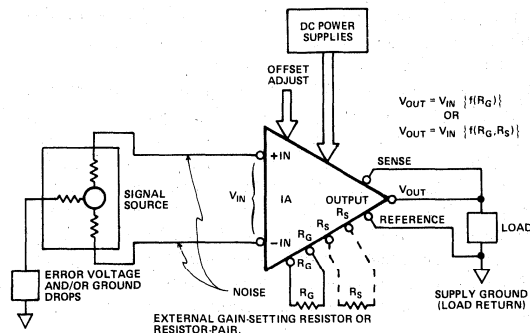 DC POWER
SUPPLIES
OFFSET
ADJUST
V_OUT = V_IN {f(R_G)}
OR
V_OUT = V_IN {f(R_G, R_S)}
+IN
SENSE
SIGNAL
SOURCE
V_IN
IA
OUTPUT
V_OUT
R_S
REFERENCE
LOAD
R_S
−IN
R_G
R_G
ERROR VOLTAGE
AND/OR GROUND
DROPS
NOISE
R_G
R_S
SUPPLY GROUND
(LOAD RETURN)
EXTERNAL GAIN-SETTING RESISTOR OR
RESISTOR-PAIR.